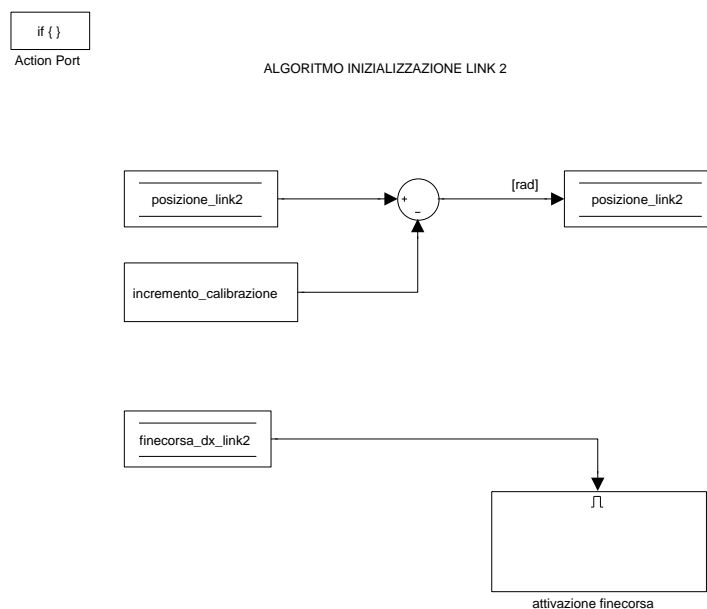 if { }
Action Port
ALGORITMO INIZIALIZZAZIONE LINK 2
[rad]
posizione_link2
+
posizione_link2
−
incremento_calibrazione
finecorsa_dx_link2
attivazione finecorsa